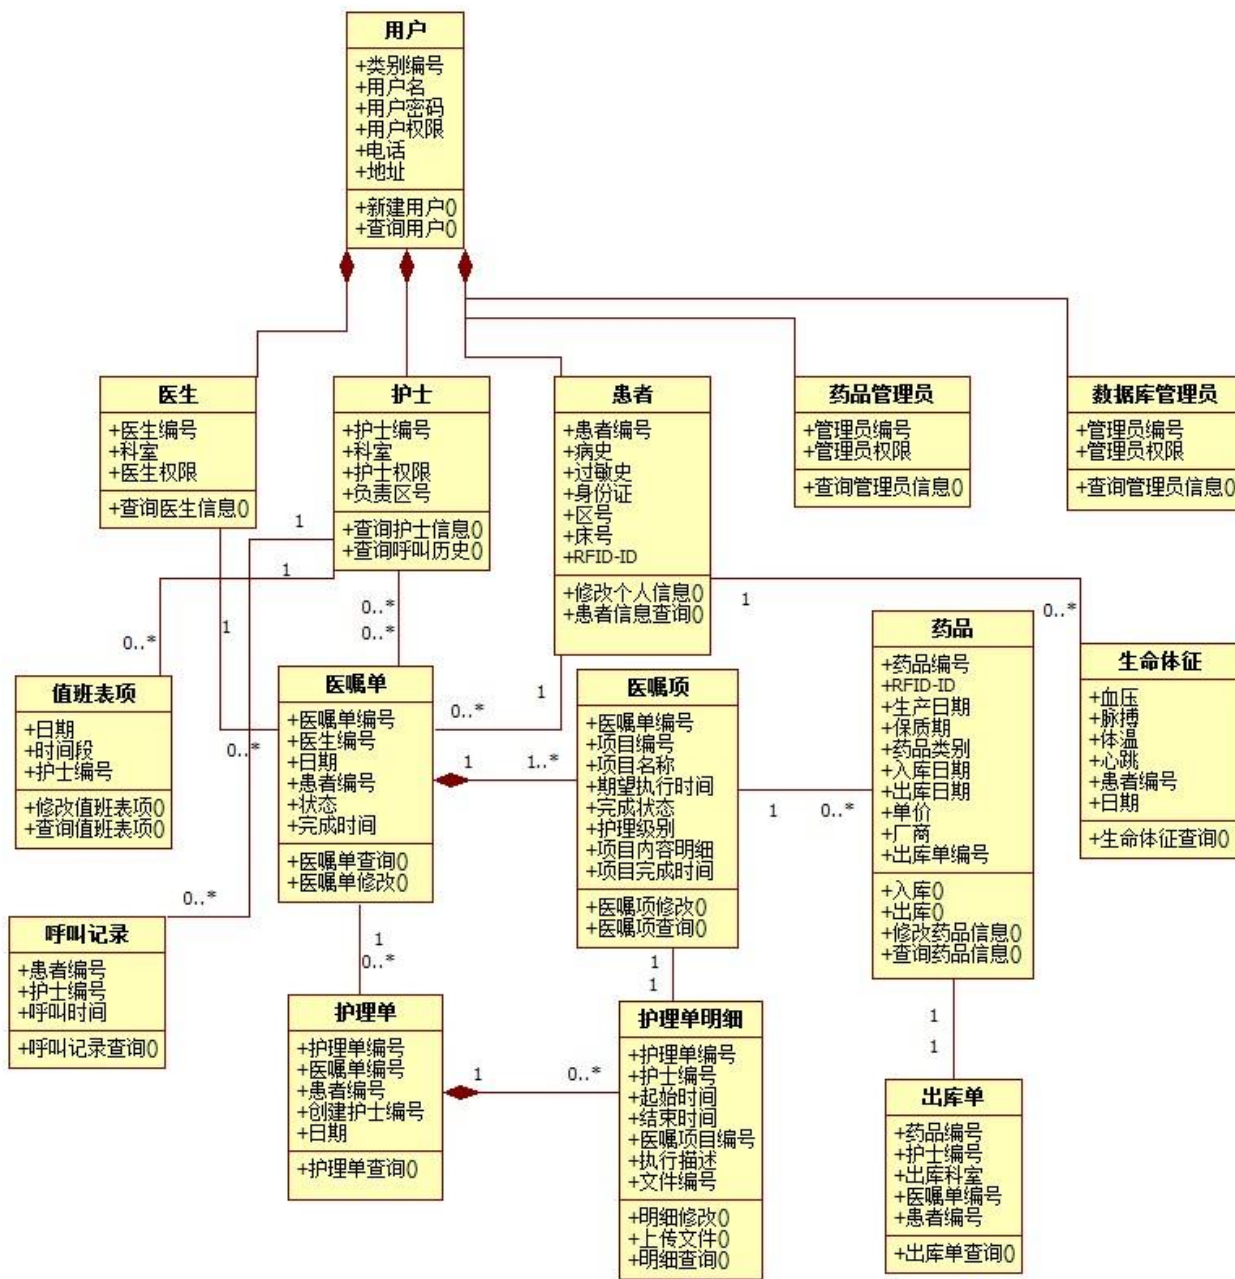 用户
+类别编号
+用户名
+用户密码
+用户权限
+电话
+地址
+新建用户()
+查询用户()
医生
+医生编号
+科室
+医生权限
+查询医生信息()
护士
+护士编号
+科室
+护士权限
+负责区号
+查询护士信息()
+查询呼叫历史()
患者
+患者编号
+病史
+过敏史
+身份证
+区号
+床号
+RFID-ID
+修改个人信息()
+患者信息查询()
药品管理员
+管理员编号
+管理员权限
+查询管理员信息()
数据库管理员
+管理员编号
+管理员权限
+查询管理员信息()
1
1
0..*
1
0..*
0..*
1
0..*
值班表项
+日期
+时间段
+护士编号
+修改值班表项()
+查询值班表项()
0..*
医嘱单
+医嘱单编号
+医生编号
+日期
+患者编号
+状态
+完成时间
+医嘱单查询()
+医嘱单修改()
1
0..*
1
1..*
医嘱项
+医嘱单编号
+项目编号
+项目名称
+期望执行时间
+完成状态
+护理级别
+项目内容明细
+项目完成时间
+医嘱项修改()
+医嘱项查询()
1
0..*
药品
+药品编号
+RFID-ID
+生产日期
+保质期
+药品类别
+入库日期
+出库日期
+单价
+厂商
+出库单编号
+入库()
+出库()
+修改药品信息()
+查询药品信息()
生命体征
+血压
+脉搏
+体温
+心跳
+患者编号
+日期
+生命体征查询()
0..*
呼叫记录
+患者编号
+护士编号
+呼叫时间
+呼叫记录查询()
1
0..*
护理单
+护理单编号
+医嘱单编号
+患者编号
+创建护士编号
+日期
+护理单查询()
1
0..*
1
1
护理单明细
+护理单编号
+护士编号
+起始时间
+结束时间
+医嘱项目编号
+执行描述
+文件编号
+明细修改()
+上传文件()
+明细查询()
1
1
出库单
+药品编号
+护士编号
+出库科室
+医嘱单编号
+患者编号
+出库单查询()